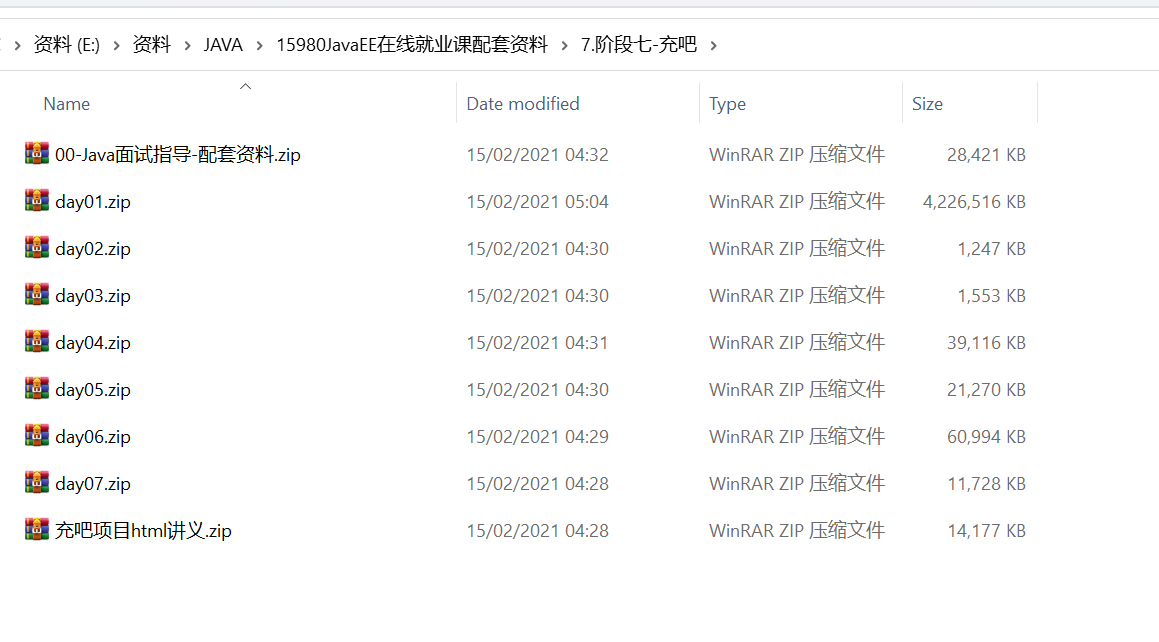 资料 (E:) › 资料 › JAVA › 15980JavaEE在线就业课配套资料 › 7.阶段七-充吧 ›
Name Date modified Type Size
00-Java面试指导-配套资料.zip 15/02/2021 04:32 WinRAR ZIP 压缩文件 28,421 KB
day01.zip 15/02/2021 05:04 WinRAR ZIP 压缩文件 4,226,516 KB
day02.zip 15/02/2021 04:30 WinRAR ZIP 压缩文件 1,247 KB
day03.zip 15/02/2021 04:30 WinRAR ZIP 压缩文件 1,553 KB
day04.zip 15/02/2021 04:31 WinRAR ZIP 压缩文件 39,116 KB
day05.zip 15/02/2021 04:30 WinRAR ZIP 压缩文件 21,270 KB
day06.zip 15/02/2021 04:29 WinRAR ZIP 压缩文件 60,994 KB
day07.zip 15/02/2021 04:28 WinRAR ZIP 压缩文件 11,728 KB
充吧项目html讲义.zip 15/02/2021 04:28 WinRAR ZIP 压缩文件 14,177 KB